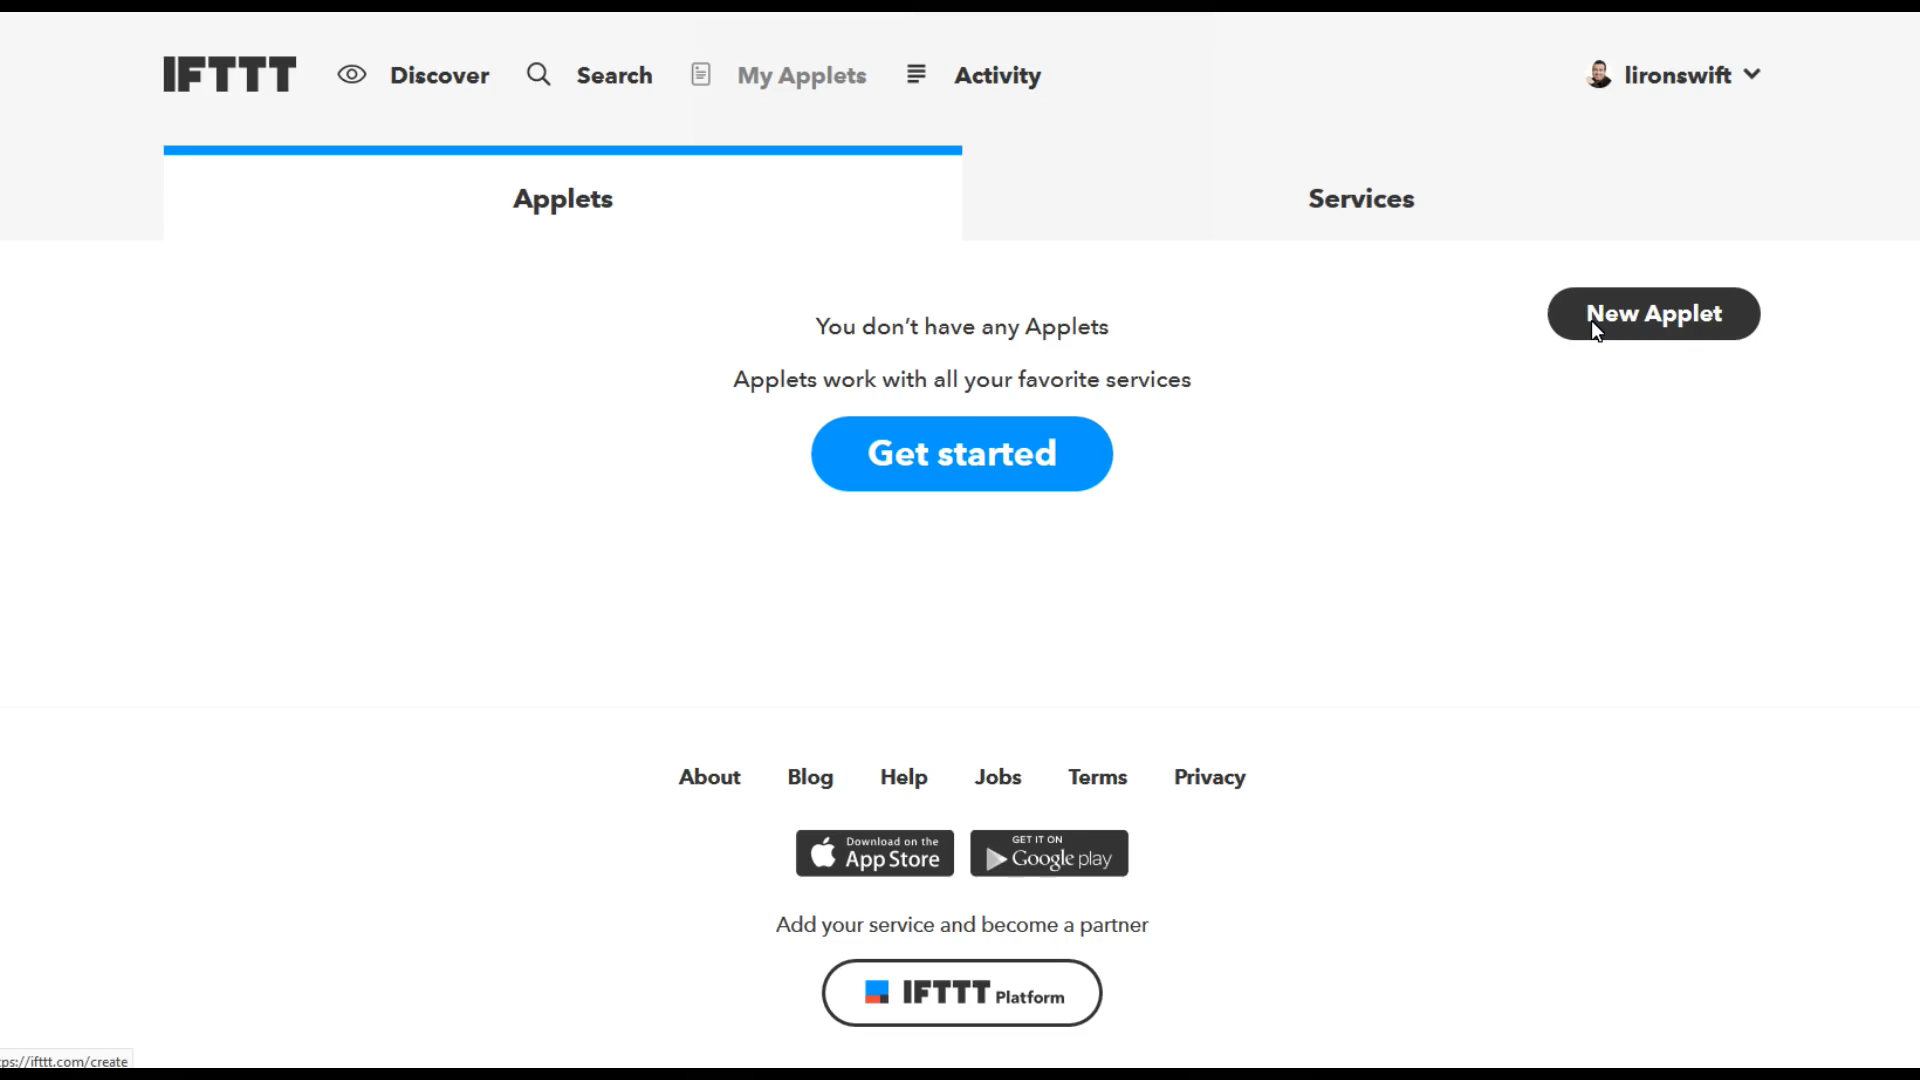 IFTTT Discover Search My Applets Activity lironswift
Applets Services
New Applet
You don’t have any Applets
Applets work with all your favorite services
Get started
About Blog Help Jobs Terms Privacy
Download on the
App Store
GET IT ON
Google play
Add your service and become a partner
IFTTT Platform
ps://ifttt.com/create